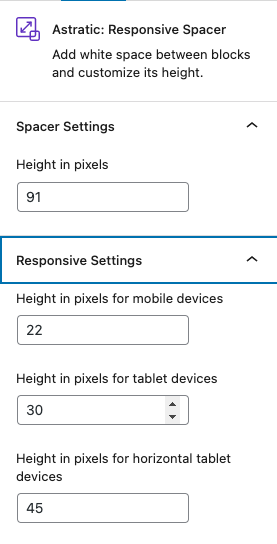 Astratic: Responsive Spacer
Add white space between blocks
and customize its height.
Spacer Settings
Height in pixels
91
Responsive Settings
Height in pixels for mobile devices
22
Height in pixels for tablet devices
30
Height in pixels for horizontal tablet
devices
45